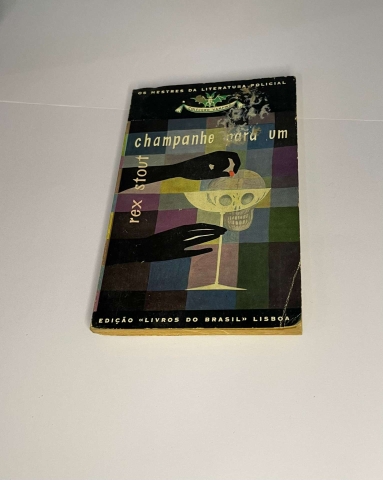 OS MESTRES DA LITERATURA POLICIAL
champanhe para um
rex stout
EDIÇÃO «LIVROS DO BRASIL» LISBOA